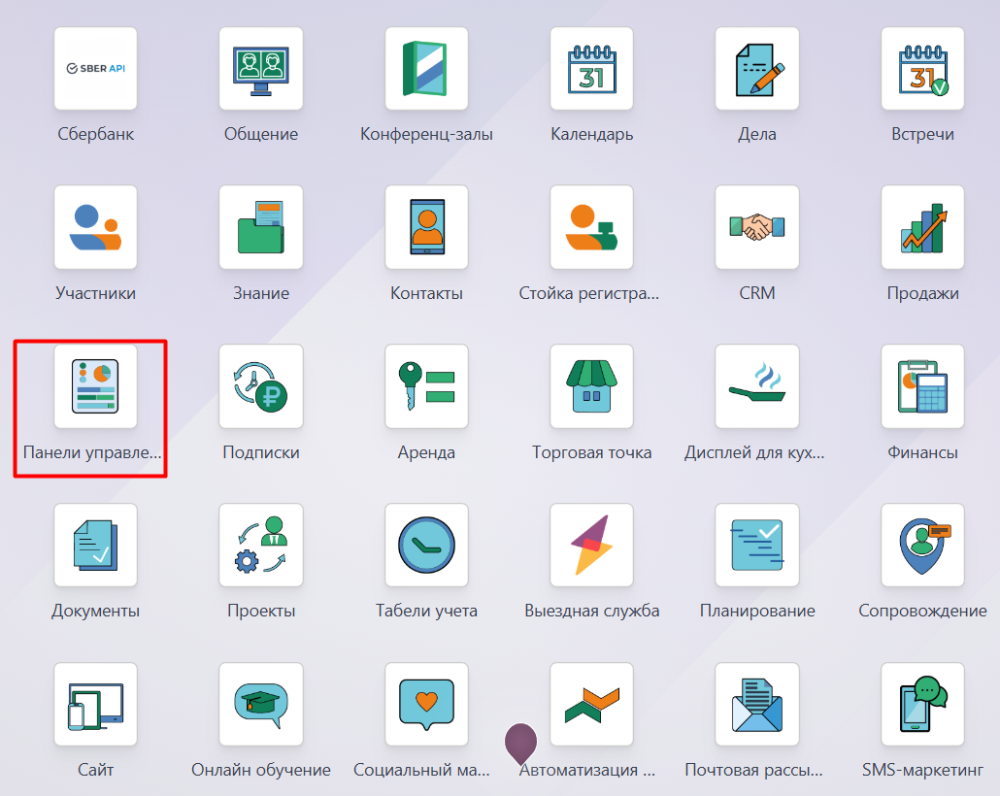 SBER API
Сбербанк
Общение
Конференц-залы
31
Календарь
Дела
31
Встречи
Участники
Знание
Контакты
Стойка регистра...
CRM
Продажи
Панели управле...
Подписки
Аренда
Торговая точка
Дисплей для кух...
Финансы
Документы
Проекты
Табели учета
Выездная служба
Планирование
Сопровождение
Сайт
Онлайн обучение
Социальный ма...
Автоматизация ...
Почтовая рассы...
SMS-маркетинг